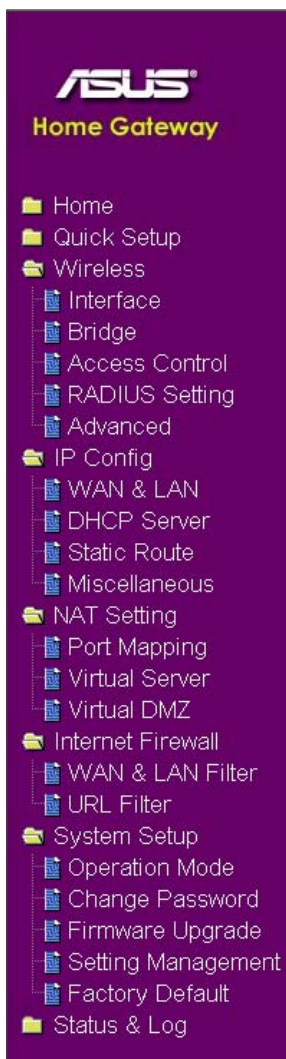 ASUS
Home Gateway
Home
Quick Setup
Wireless
Interface
Bridge
Access Control
RADIUS Setting
Advanced
IP Config
WAN & LAN
DHCP Server
Static Route
Miscellaneous
NAT Setting
Port Mapping
Virtual Server
Virtual DMZ
Internet Firewall
WAN & LAN Filter
URL Filter
System Setup
Operation Mode
Change Password
Firmware Upgrade
Setting Management
Factory Default
Status & Log